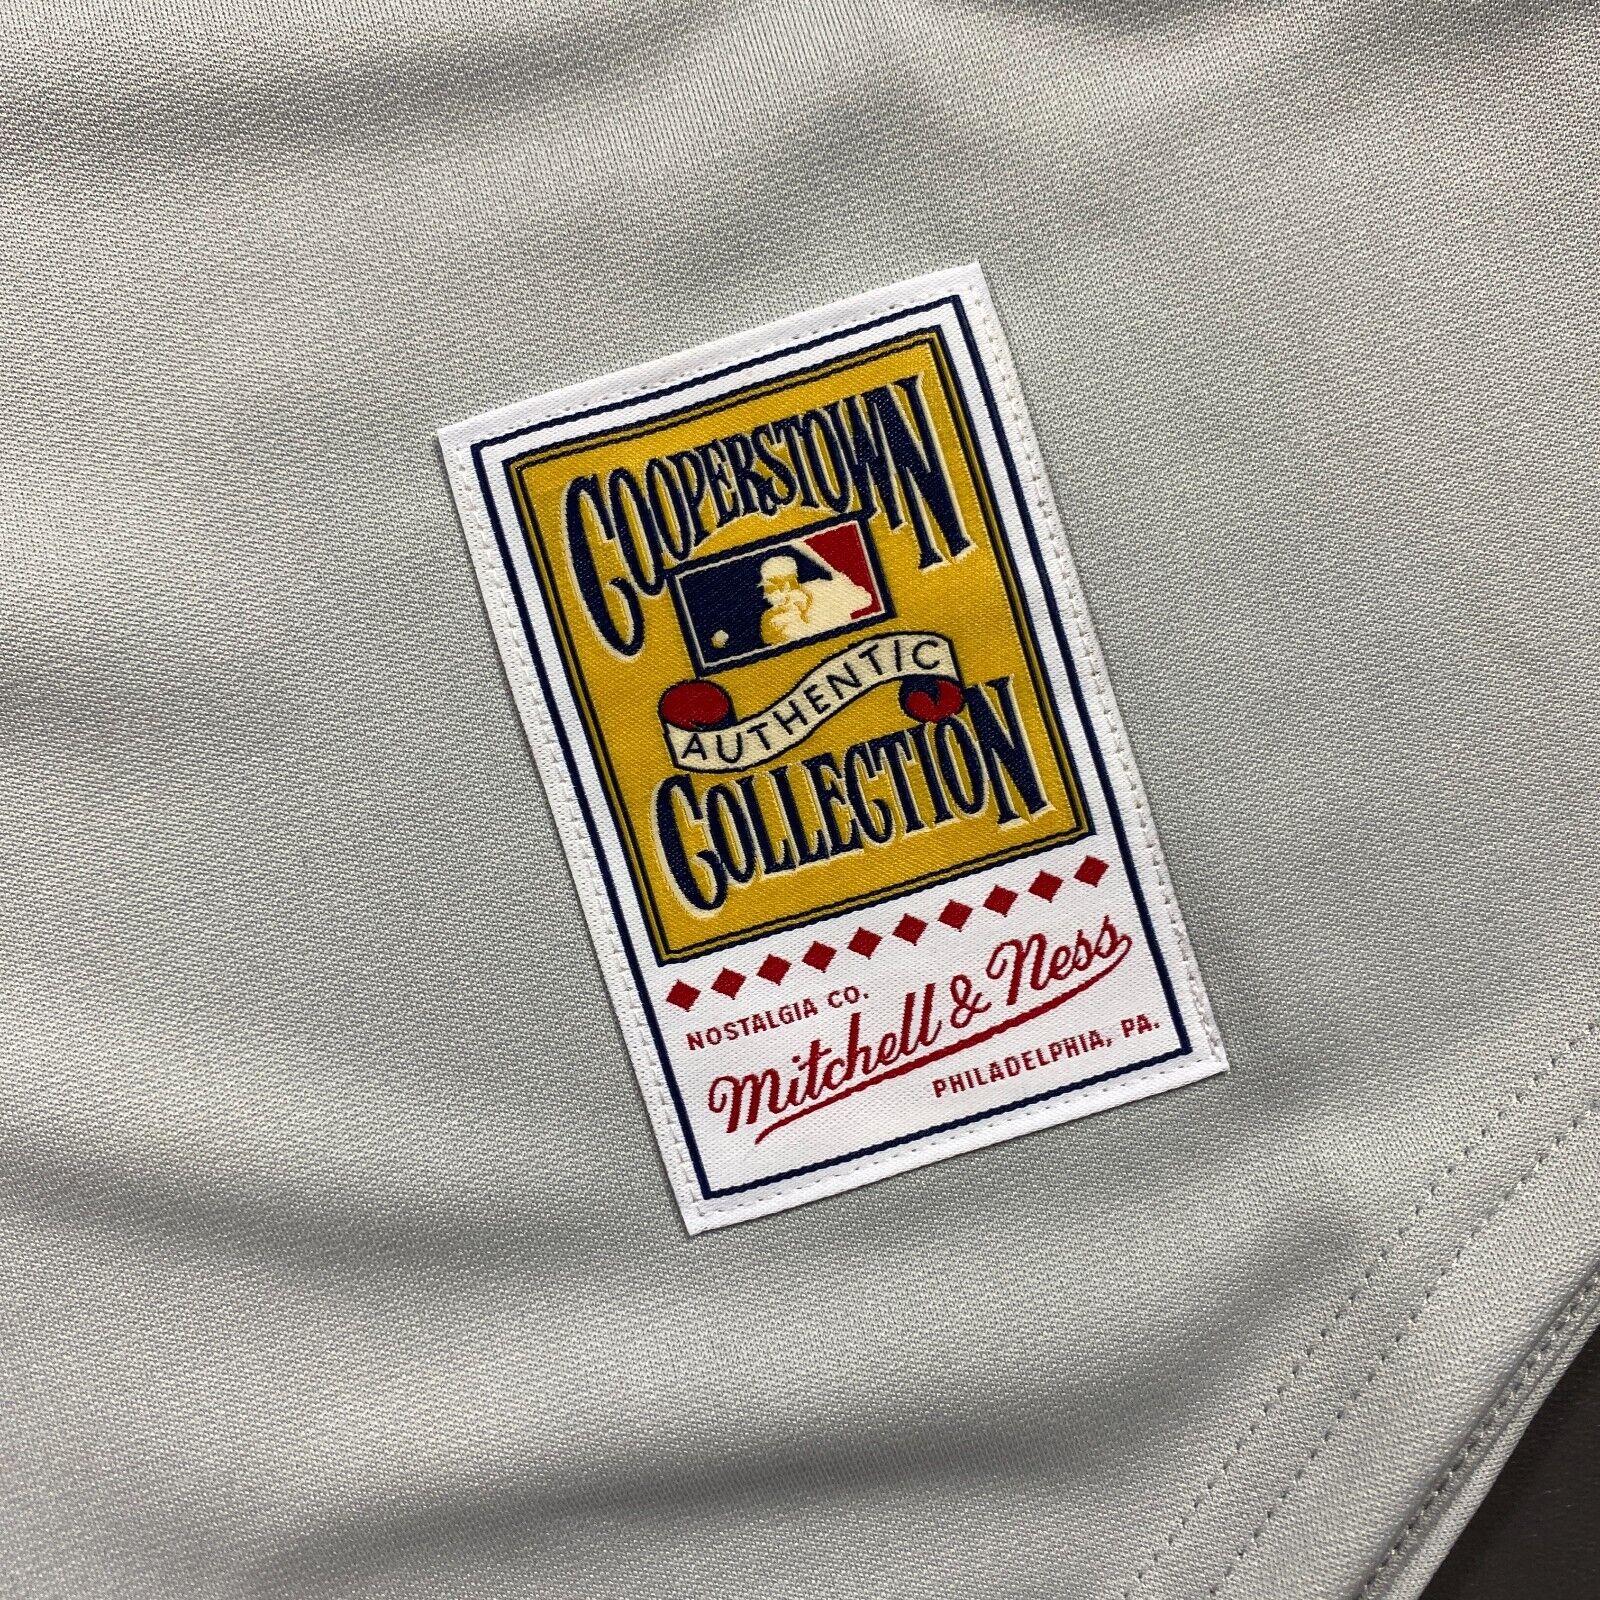 COOPERSTOWN
AUTHENTIC
COLLECTION
NOSTALGIA CO.
Mitchell & Ness
PHILADELPHIA, PA.